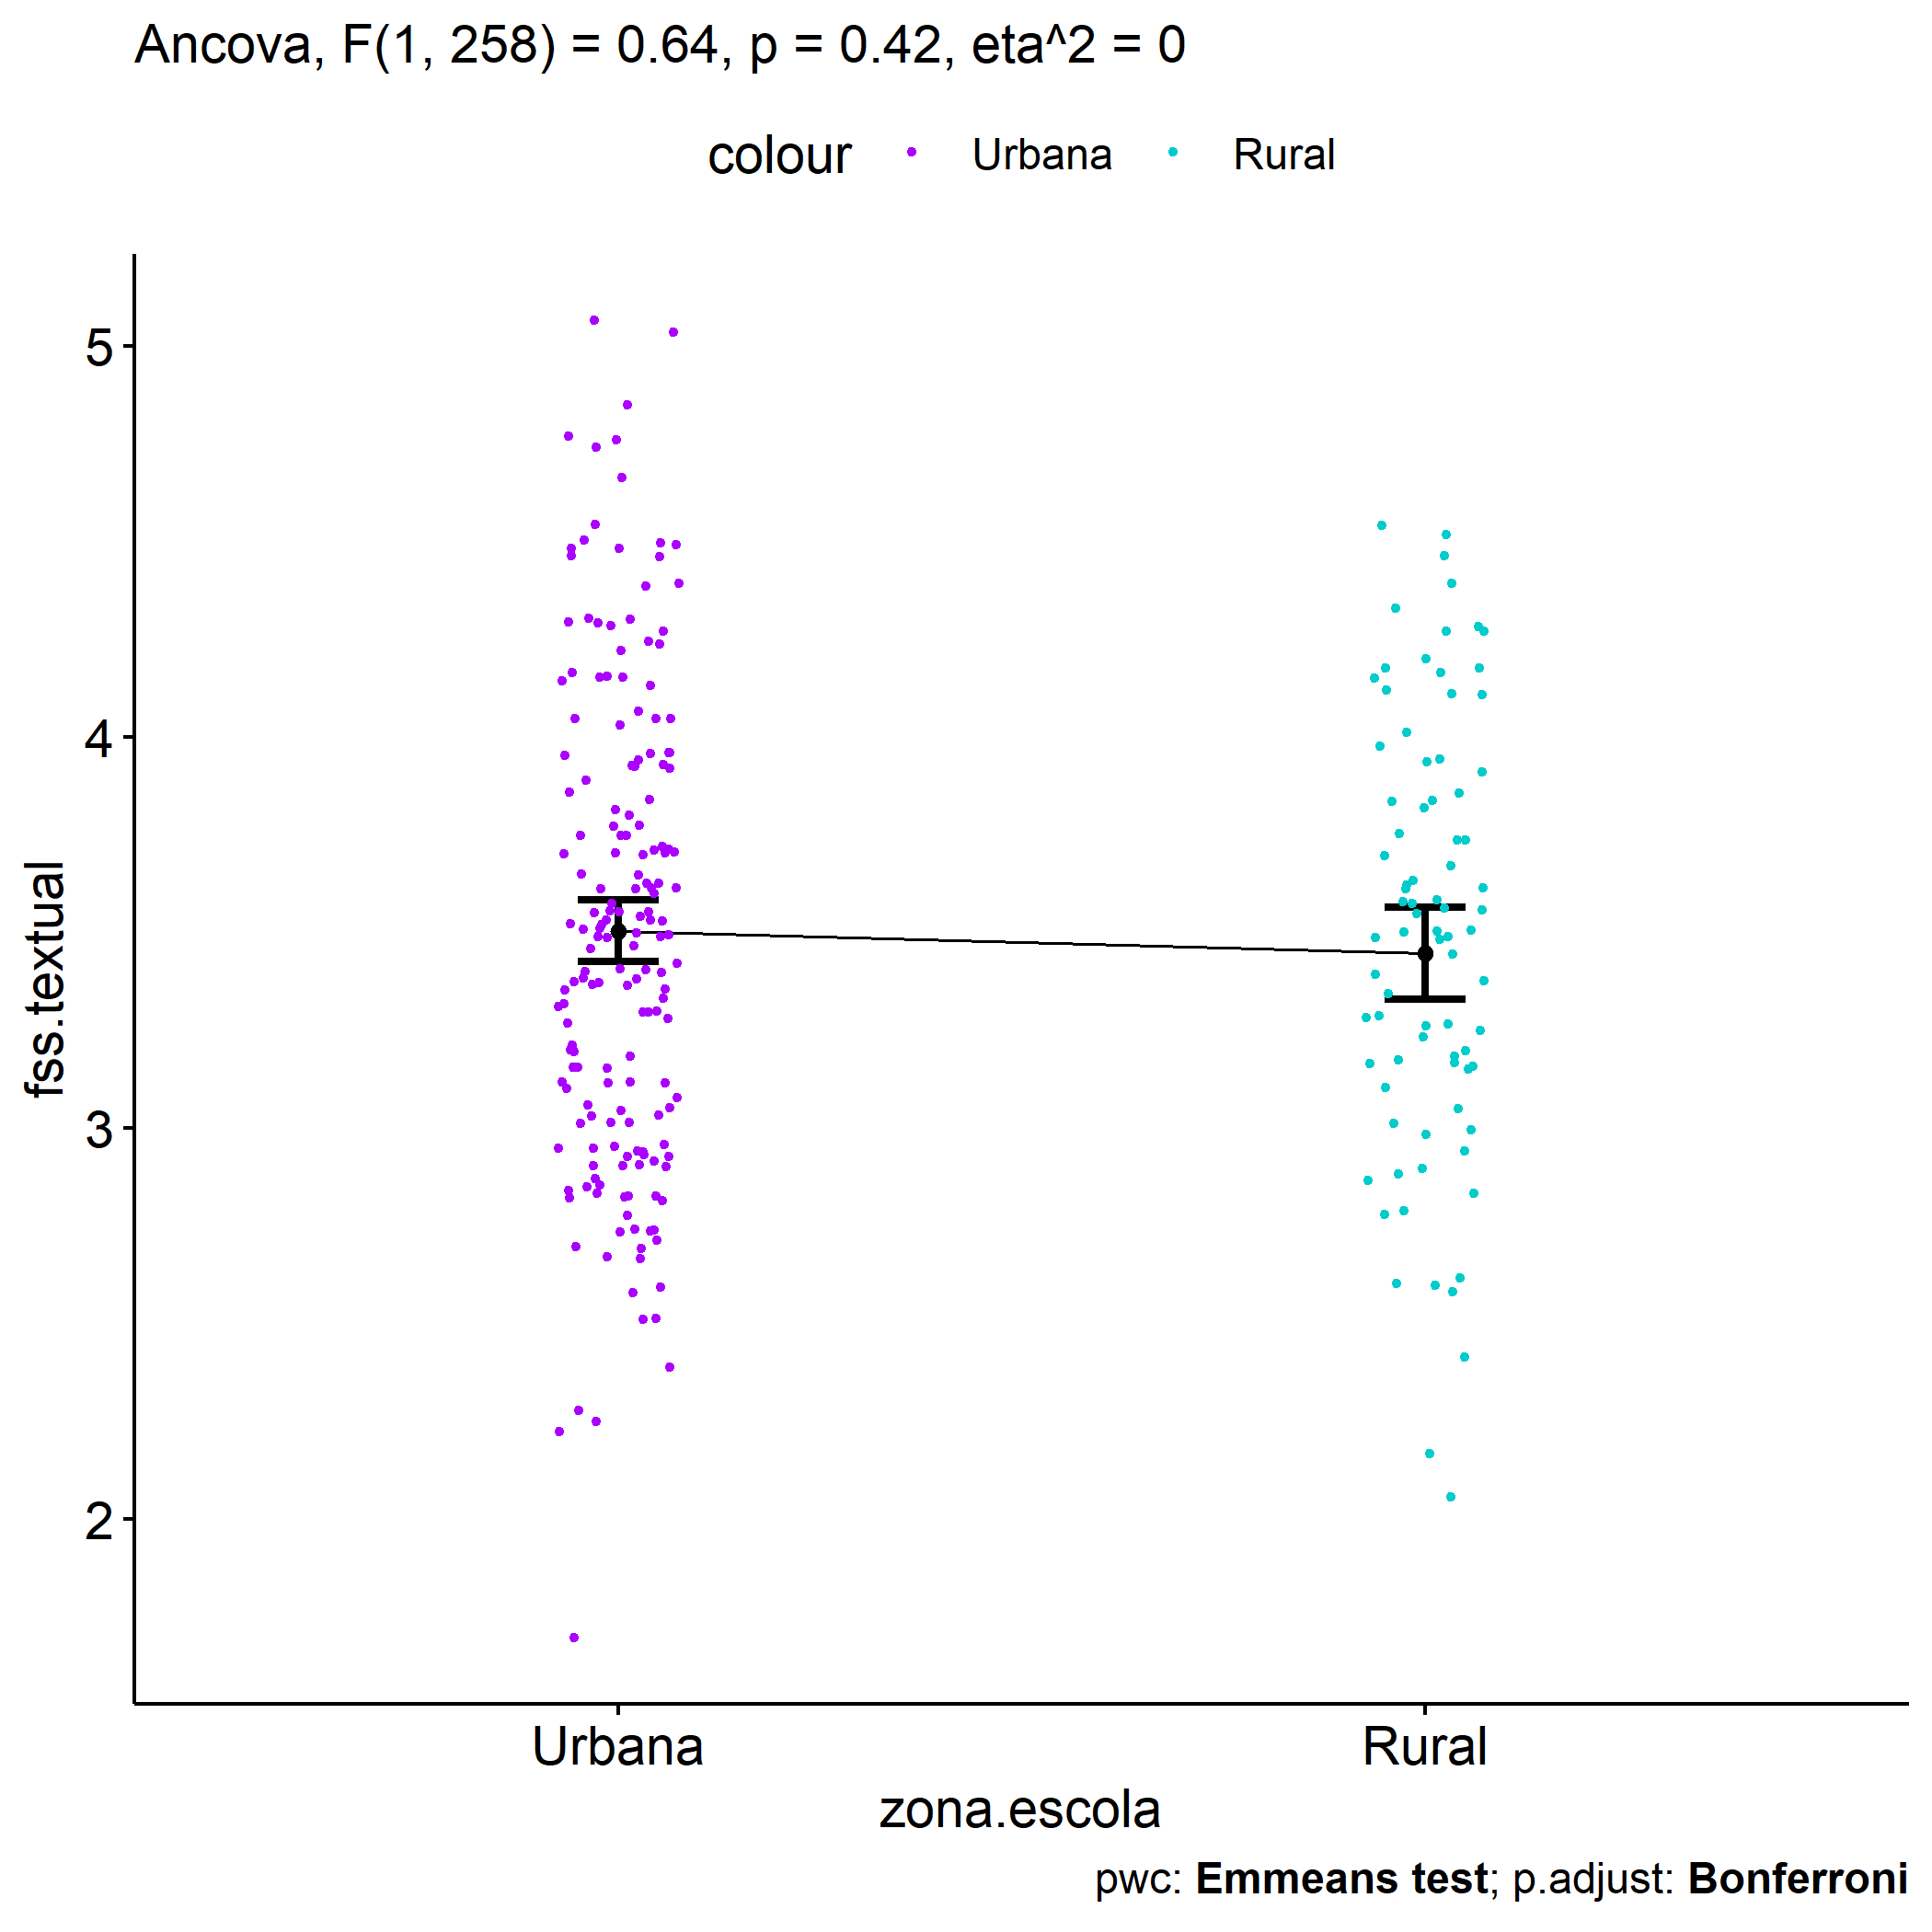 Ancova, F(1, 258) = 0.64, p = 0.42, eta^2 = 0
colour Urbana Rural
fss.textual
5
4
3
2
Urbana Rural
zona.escola
pwc: Emmeans test; p.adjust: Bonferroni